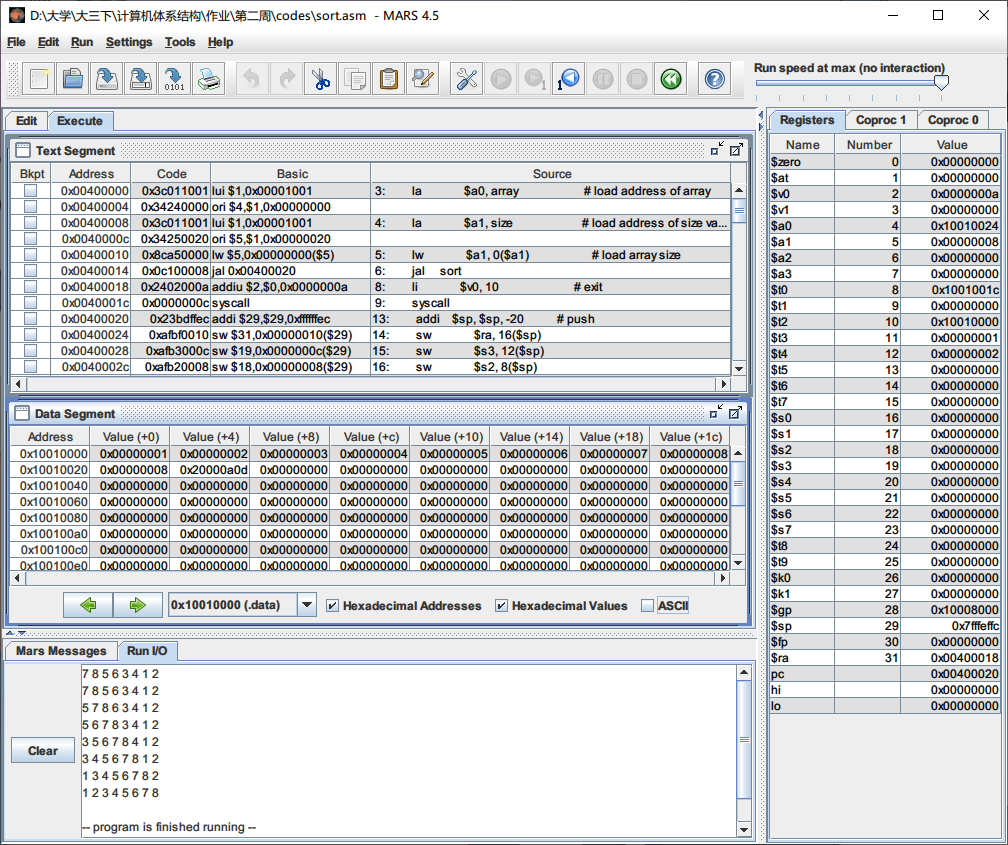 D:\大学\大三下\计算机体系结构\作业\第二周\codes\sort.asm - MARS 4.5
File Edit Run Settings Tools Help
Run speed at max (no interaction)
Edit Execute
Text Segment
Bkpt Address Code Basic Source
0x00400000 0x3c011001 lui $1,0x00001001 3: la $a0, array # load address of array
0x00400004 0x34240000 ori $4,$1,0x00000000
0x00400008 0x3c011001 lui $1,0x00001001 4: la $a1, size # load address of size va...
0x0040000c 0x34250020 ori $5,$1,0x00000020
0x00400010 0x8ca50000 lw $5,0x00000000($5) 5: lw $a1, 0($a1) # load array size
0x00400014 0x0c100008 jal 0x00400020 6: jal sort
0x00400018 0x2402000a addiu $2,$0,0x0000000a 8: li $v0, 10 # exit
0x0040001c 0x0000000c syscall 9: syscall
0x00400020 0x23bdffec addi $29,$29,0xffffffec 13: addi $sp, $sp, -20 # push
0x00400024 0xafbf0010 sw $31,0x00000010($29) 14: sw $ra, 16($sp)
0x00400028 0xafb3000c sw $19,0x0000000c($29) 15: sw $s3, 12($sp)
0x0040002c 0xafb20008 sw $18,0x00000008($29) 16: sw $s2, 8($sp)
Data Segment
Address Value (+0) Value (+4) Value (+8) Value (+c) Value (+10) Value (+14) Value (+18) Value (+1c)
0x10010000 0x00000001 0x00000002 0x00000003 0x00000004 0x00000005 0x00000006 0x00000007 0x00000008
0x10010020 0x00000008 0x20000a0d 0x00000000 0x00000000 0x00000000 0x00000000 0x00000000 0x00000000
0x10010040 0x00000000 0x00000000 0x00000000 0x00000000 0x00000000 0x00000000 0x00000000 0x00000000
0x10010060 0x00000000 0x00000000 0x00000000 0x00000000 0x00000000 0x00000000 0x00000000 0x00000000
0x10010080 0x00000000 0x00000000 0x00000000 0x00000000 0x00000000 0x00000000 0x00000000 0x00000000
0x100100a0 0x00000000 0x00000000 0x00000000 0x00000000 0x00000000 0x00000000 0x00000000 0x00000000
0x100100c0 0x00000000 0x00000000 0x00000000 0x00000000 0x00000000 0x00000000 0x00000000 0x00000000
0x100100e0 0x00000000 0x00000000 0x00000000 0x00000000 0x00000000 0x00000000 0x00000000 0x00000000
0x10010000 (.data) Hexadecimal Addresses Hexadecimal Values ASCII
Mars Messages Run I/O
Clear
7 8 5 6 3 4 1 2
7 8 5 6 3 4 1 2
5 7 8 6 3 4 1 2
5 6 7 8 3 4 1 2
3 5 6 7 8 4 1 2
3 4 5 6 7 8 1 2
1 3 4 5 6 7 8 2
1 2 3 4 5 6 7 8
-- program is finished running --
Registers Coproc 1 Coproc 0
Name Number Value
$zero 0 0x00000000
$at 1 0x00000000
$v0 2 0x0000000a
$v1 3 0x00000000
$a0 4 0x10010024
$a1 5 0x00000008
$a2 6 0x00000000
$a3 7 0x00000000
$t0 8 0x1001001c
$t1 9 0x00000000
$t2 10 0x10010000
$t3 11 0x00000001
$t4 12 0x00000002
$t5 13 0x00000000
$t6 14 0x00000000
$t7 15 0x00000000
$s0 16 0x00000000
$s1 17 0x00000000
$s2 18 0x00000000
$s3 19 0x00000000
$s4 20 0x00000000
$s5 21 0x00000000
$s6 22 0x00000000
$s7 23 0x00000000
$t8 24 0x00000000
$t9 25 0x00000000
$k0 26 0x00000000
$k1 27 0x00000000
$gp 28 0x10008000
$sp 29 0x7fffeffc
$fp 30 0x00000000
$ra 31 0x00400018
pc 0x00400020
hi 0x00000000
lo 0x00000000